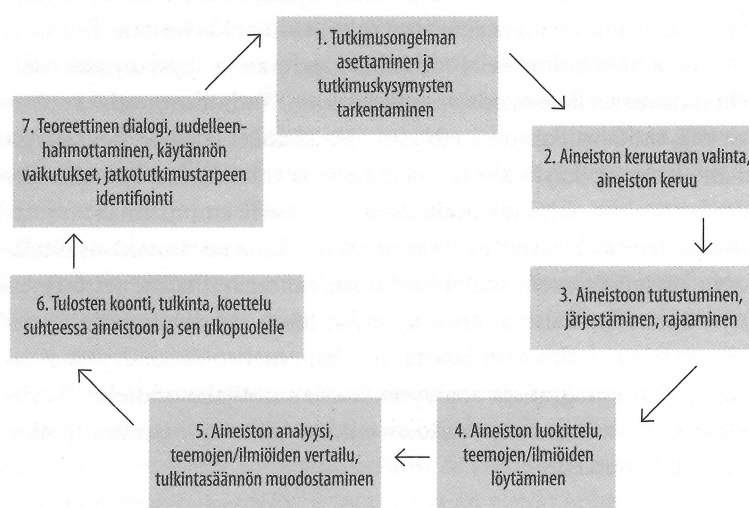 1. Tutkimusongelman
asettaminen ja
tutkimuskysymysten
tarkentaminen
2. Aineiston keruutavan valinta,
aineiston keruu
3. Aineistoon tutustuminen,
järjestäminen, rajaaminen
4. Aineiston luokittelu,
teemojen/ilmiöiden
löytäminen
5. Aineiston analyysi,
teemojen/ilmiöiden vertailu,
tulkintasäännön muodostaminen
6. Tulosten koonti, tulkinta, koettelu
suhteessa aineistoon ja sen ulkopuolelle
7. Teoreettinen dialogi, uudelleen-
hahmottaminen, käytännön
vaikutukset, jatkotutkimustarpeen
identifiointi